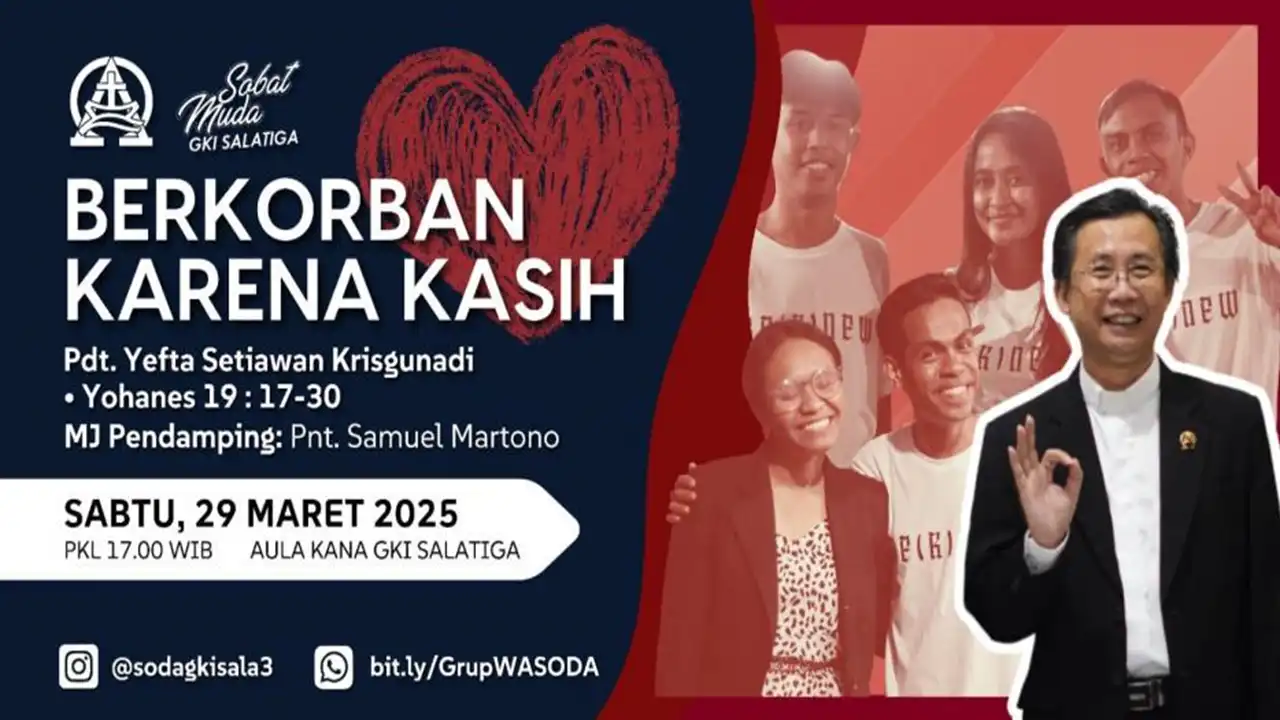 Sobat
Muda
GKI SALATIGA
BERKORBAN
KARENA KASIH
Pdt. Yefta Setiawan Krisgunadi
• Yohanes 19 : 17-30
MJ Pendamping: Pnt. Samuel Martono
SABTU, 29 MARET 2025
PKL 17.00 WIB AULA KANA GKI SALATIGA
@sodagkisala3 bit.ly/GrupWASODA